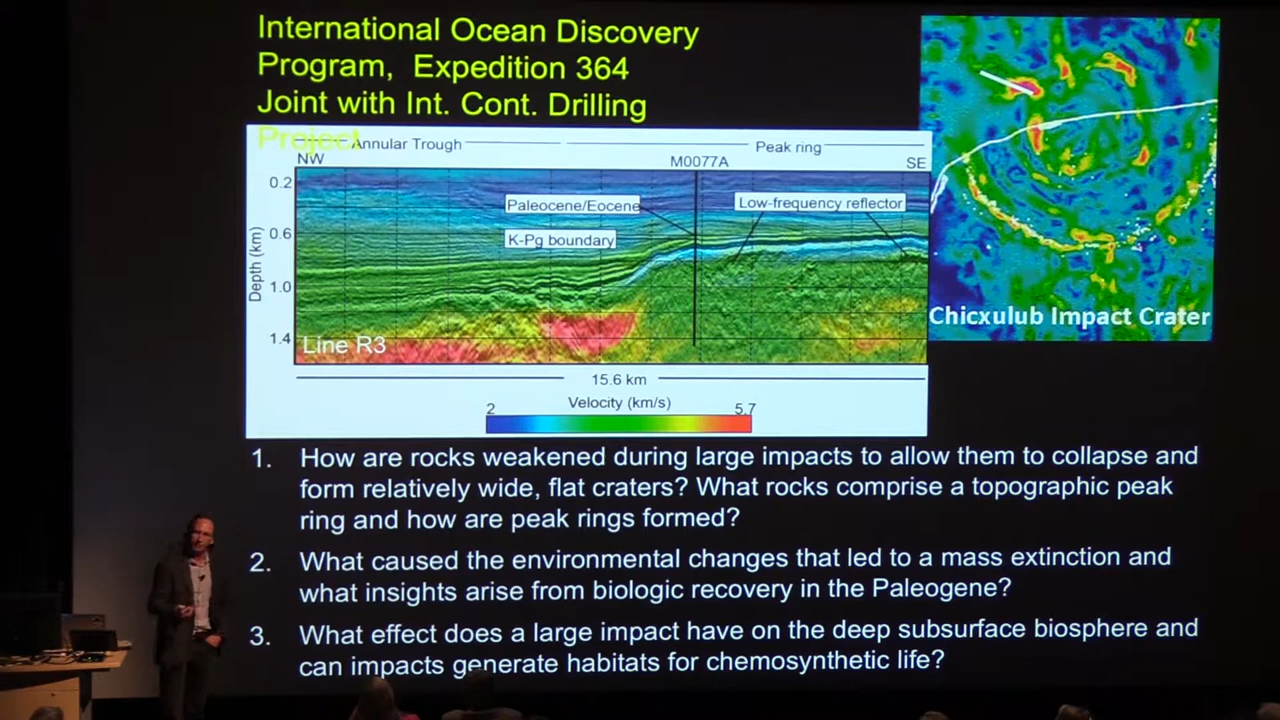 International Ocean Discovery
Program, Expedition 364
Joint with Int. Cont. Drilling
Project
Annular Trough
Peak ring
NW
M0077A
SE
0.2
Paleocene/Eocene
Low-frequency reflector
0.6
K-Pg boundary
Depth (km)
1.0
1.4
Line R3
15.6 km
Velocity (km/s)
2
5.7
Chicxulub Impact Crater
1. How are rocks weakened during large impacts to allow them to collapse and
form relatively wide, flat craters? What rocks comprise a topographic peak
ring and how are peak rings formed?
2. What caused the environmental changes that led to a mass extinction and
what insights arise from biologic recovery in the Paleogene?
3. What effect does a large impact have on the deep subsurface biosphere and
can impacts generate habitats for chemosynthetic life?